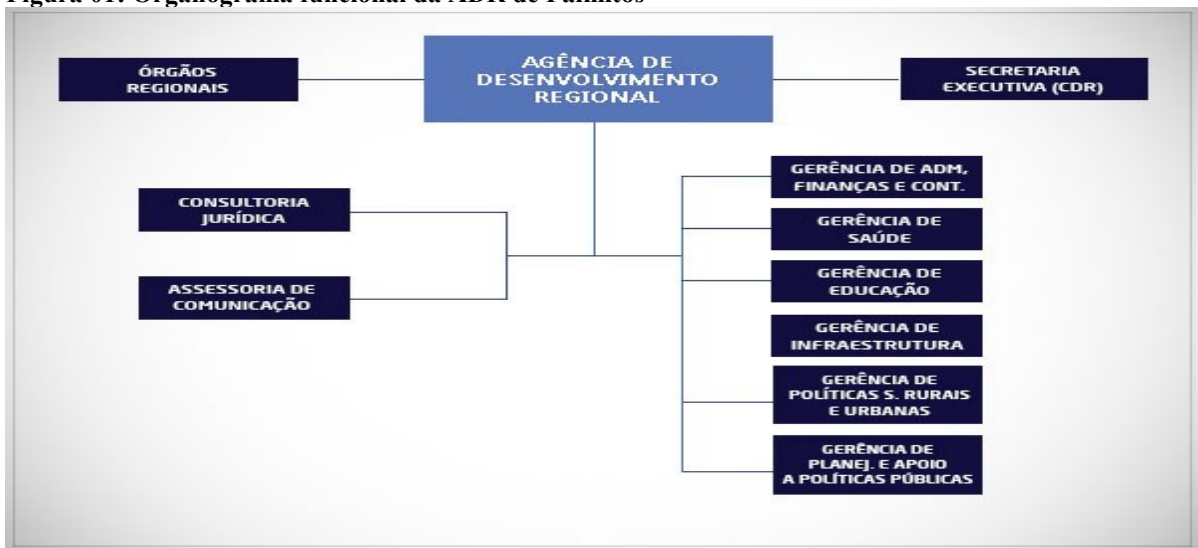 Figura 01: Organograma funcional da ADR de Palmitos
ÓRGÃOS
REGIONAIS
AGÊNCIA DE
DESENVOLVIMENTO
REGIONAL
SECRETARIA
EXECUTIVA (CDR)
CONSULTORIA
JURÍDICA
ASSESSORIA DE
COMUNICAÇÃO
GERÊNCIA DE ADM,
FINANÇAS E CONT.
GERÊNCIA DE
SAÚDE
GERÊNCIA DE
EDUCAÇÃO
GERÊNCIA DE
INFRAESTRUTURA
GERÊNCIA DE
POLÍTICAS S. RURAIS
E URBANAS
GERÊNCIA DE
PLANEJ. E APOIO
A POLÍTICAS PÚBLICAS